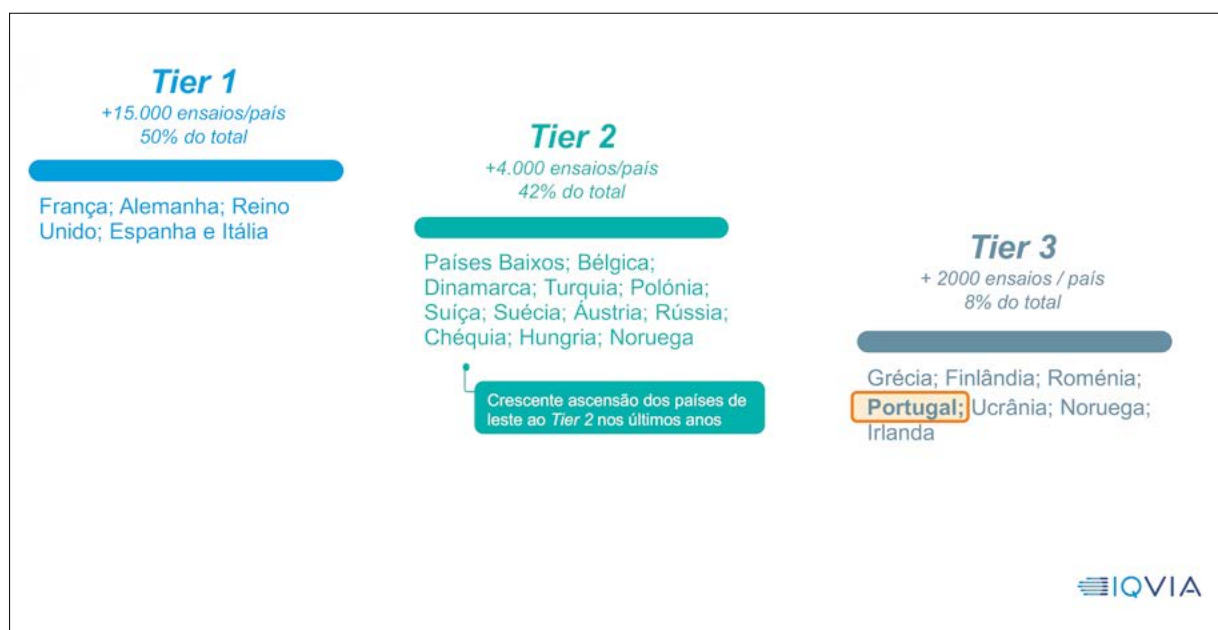 Tier 1
+15.000 ensaios/país
50% do total
França; Alemanha; Reino
Unido; Espanha e Itália
Tier 2
+4.000 ensaios/país
42% do total
Países Baixos; Bélgica;
Dinamarca; Turquia; Polónia;
Suíça; Suécia; Áustria; Rússia;
Chéquia; Hungria; Noruega
Crescente ascensão dos países de
leste ao Tier 2 nos últimos anos
Tier 3
+ 2000 ensaios / país
8% do total
Grécia; Finlândia; Roménia;
Portugal; Ucrânia; Noruega;
Irlanda
IQVIA